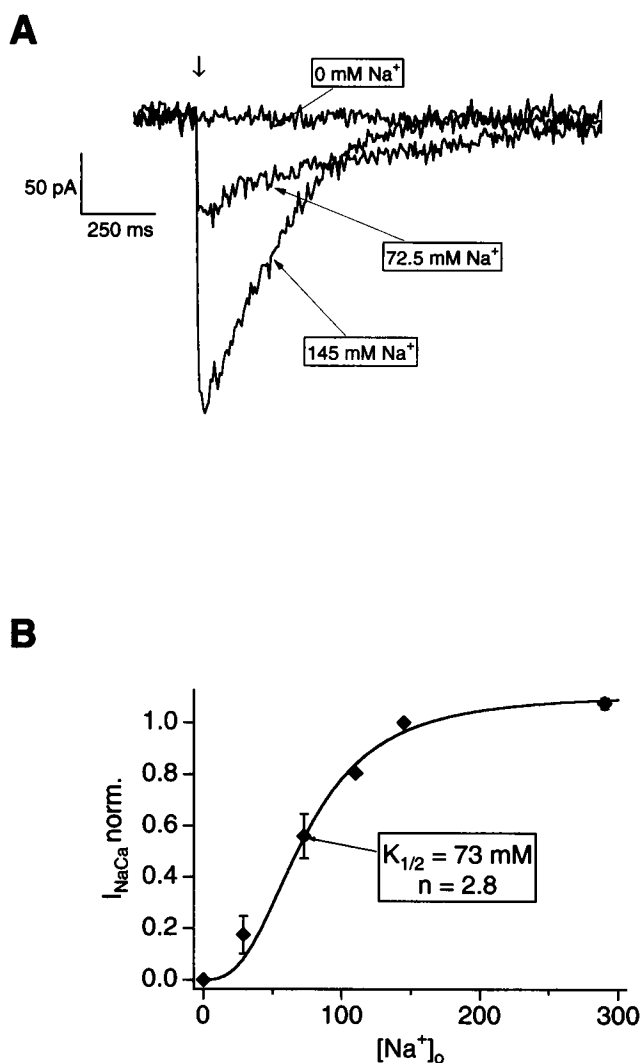 A
↓
0 mM Na⁺
50 pA
250 ms
72.5 mM Na⁺
145 mM Na⁺
B
I_NaCa norm.
1.0
0.8
0.6
0.4
0.2
0.0
K_1/2 = 73 mM
n = 2.8
0 100 200 300
[Na⁺]_o